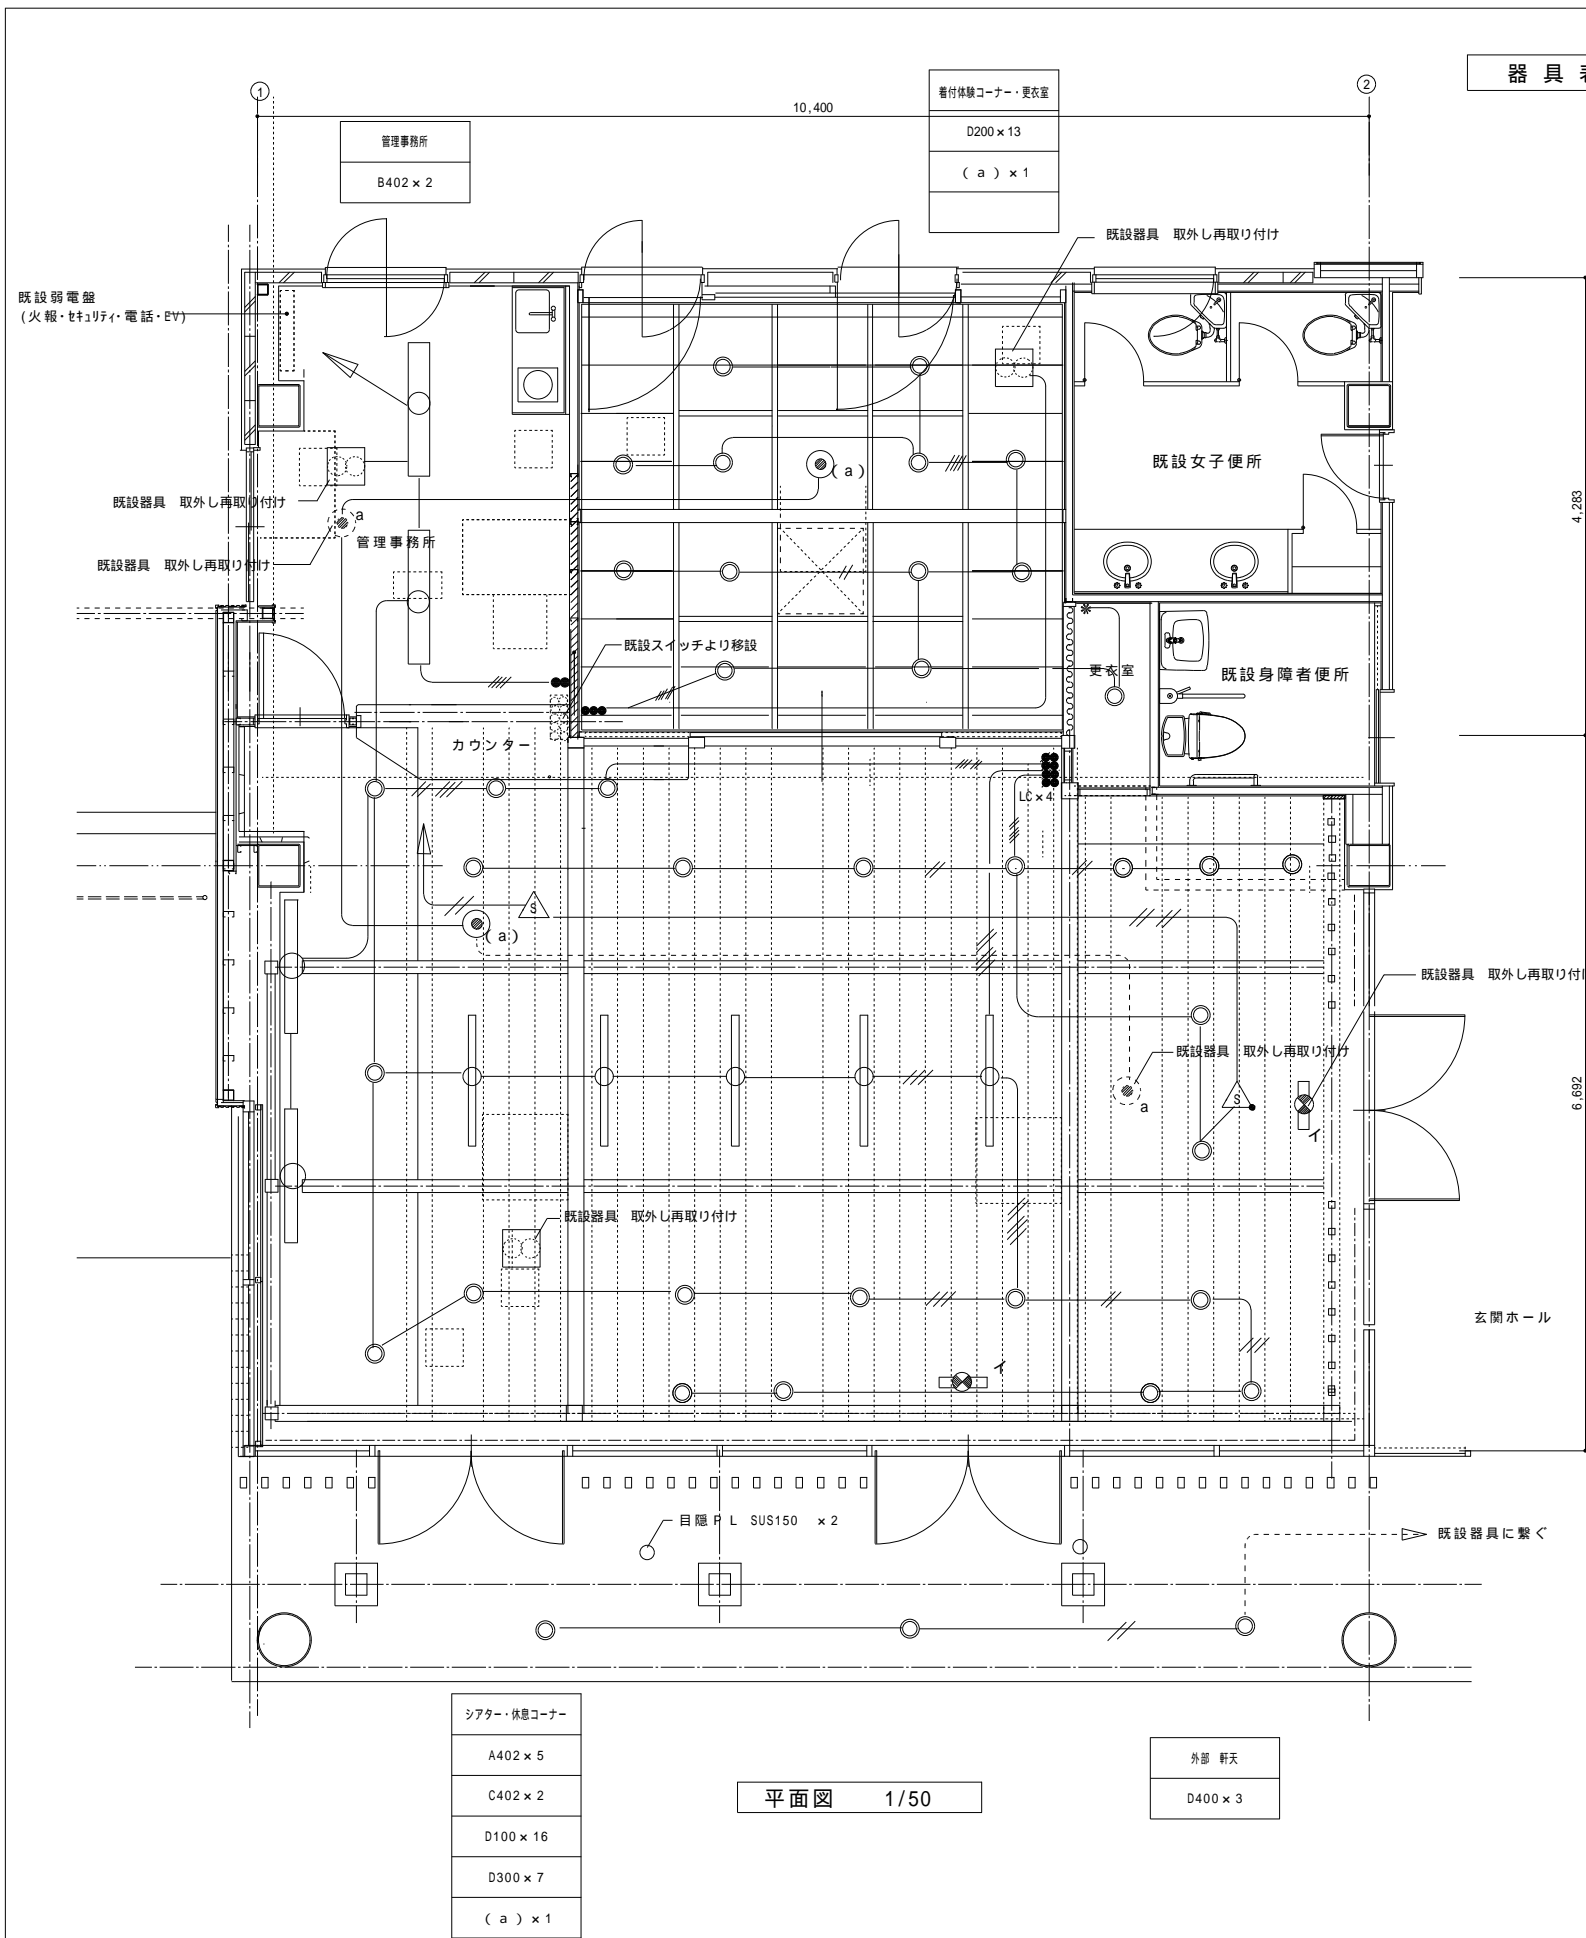 器 具 表
①
②
10,400
管理事務所
B402×2
着付体験コーナー・更衣室
D200×13
(a)×1
既設器具 取外し再取り付け
既設弱電盤
(火報・セキュリティ・電話・EV)
(a)
既設女子便所
4,283
既設器具 取外し再取り付け
a
管理事務所
既設器具 取外し再取り付け
既設スイッチより移設
更衣室
既設身障者便所
カウンター
LC×4
S
(a)
既設器具 取外し再取り付け
既設器具 取外し再取り付け
a
S
イ
6,692
既設器具 取外し再取り付け
玄関ホール
イ
目隠PL SUS150 ×2
既設器具に繋ぐ
シアター・休息コーナー
A402×5
C402×2
D100×16
D300×7
(a)×1
平面図 1/50
外部 軒天
D400×3